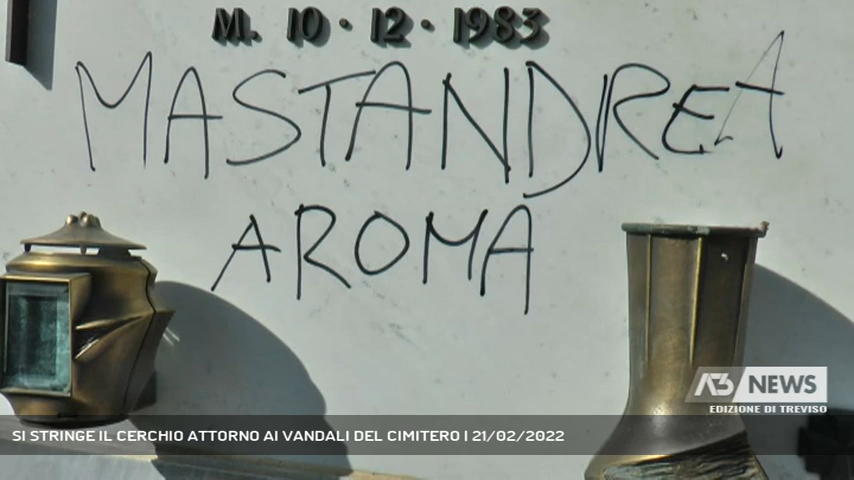 M. 10 · 12 · 1983
MASTANDREA
AROMA
A3 NEWS
EDIZIONE DI TREVISO
SI STRINGE IL CERCHIO ATTORNO AI VANDALI DEL CIMITERO | 21/02/2022